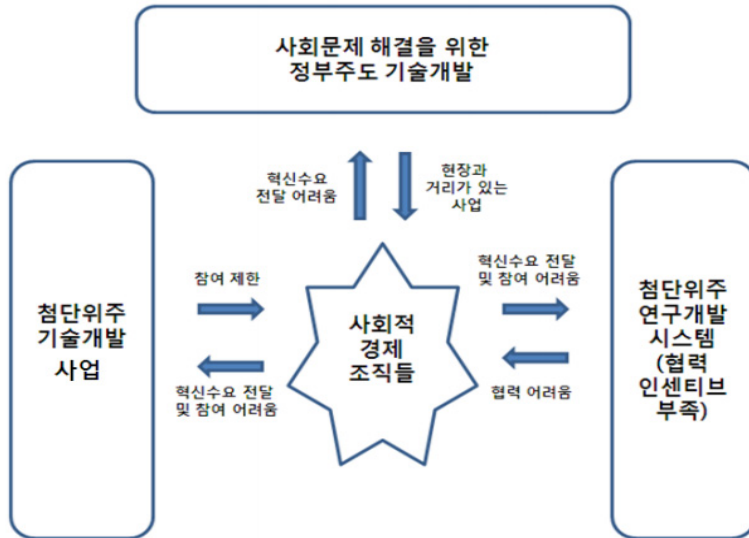 사회문제 해결을 위한
정부주도 기술개발
혁신수요
전달 어려움
현장과
거리가 있는
사업
첨단위주
기술개발
사업
참여 제한
혁신수요 전달
및 참여 어려움
사회적
경제
조직들
혁신수요 전달
및 참여 어려움
협력 어려움
첨단위주
연구개발
시스템
(협력
인센티브
부족)